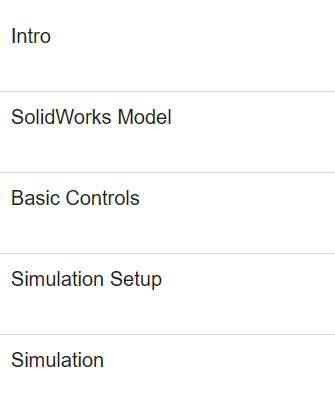 Intro
SolidWorks Model
Basic Controls
Simulation Setup
Simulation